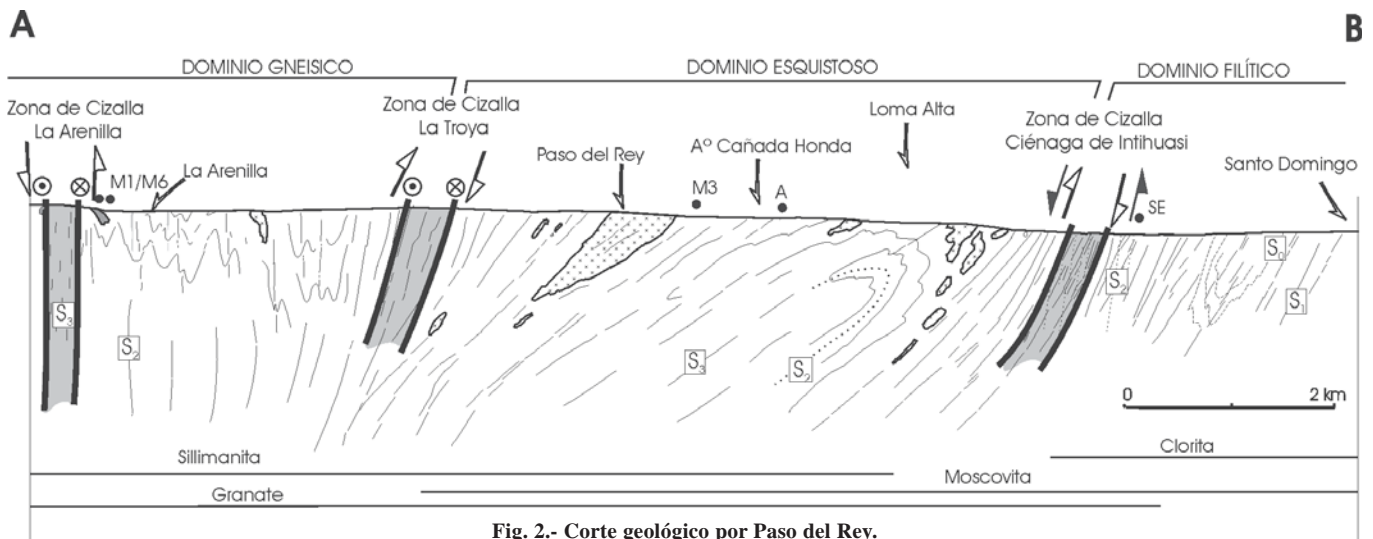 A
B
DOMINIO GNEISICO
DOMINIO ESQUISTOSO
DOMINIO FILÍTICO
Zona de Cizalla
La Arenilla
Zona de Cizalla
La Troya
Loma Alta
Zona de Cizalla
Ciénaga de Intihuasi
M1/M6
La Arenilla
Paso del Rey
Aº Cañada Honda
Santo Domingo
M3
A
SE
S3
S2
S3
S2
S2
S0
S1
0 2 km
Sillimanita
Clorita
Moscovita
Granate
Fig. 2.- Corte geológico por Paso del Rey.